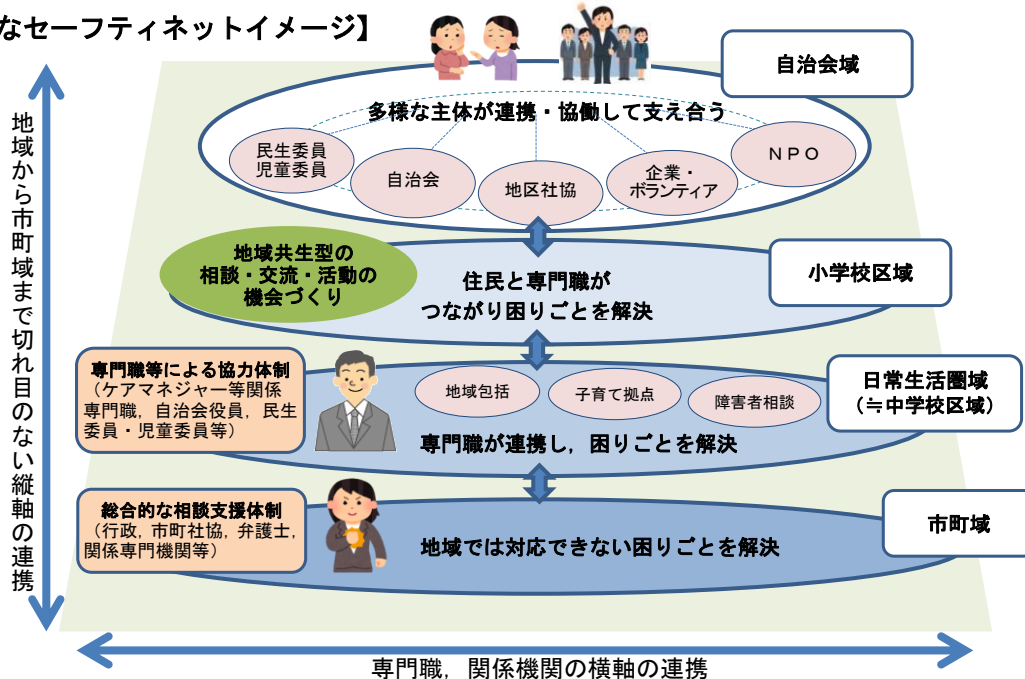 なセーフティネットイメージ】
自治会域
多様な主体が連携・協働して支え合う
民生委員
児童委員
自治会
地区社協
企業・
ボランティア
ＮＰＯ
地域共生型の
相談・交流・活動の
機会づくり
住民と専門職が
つながり困りごとを解決
小学校区域
専門職等による協力体制
（ケアマネジャー等関係
専門職，自治会役員，民生
委員・児童委員等）
地域包括
子育て拠点
障害者相談
専門職が連携し，困りごとを解決
日常生活圏域
（≒中学校区域）
総合的な相談支援体制
（行政，市町社協，弁護士，
関係専門機関等）
地域では対応できない困りごとを解決
市町域
地域から市町域まで切れ目のない縦軸の連携
専門職，関係機関の横軸の連携